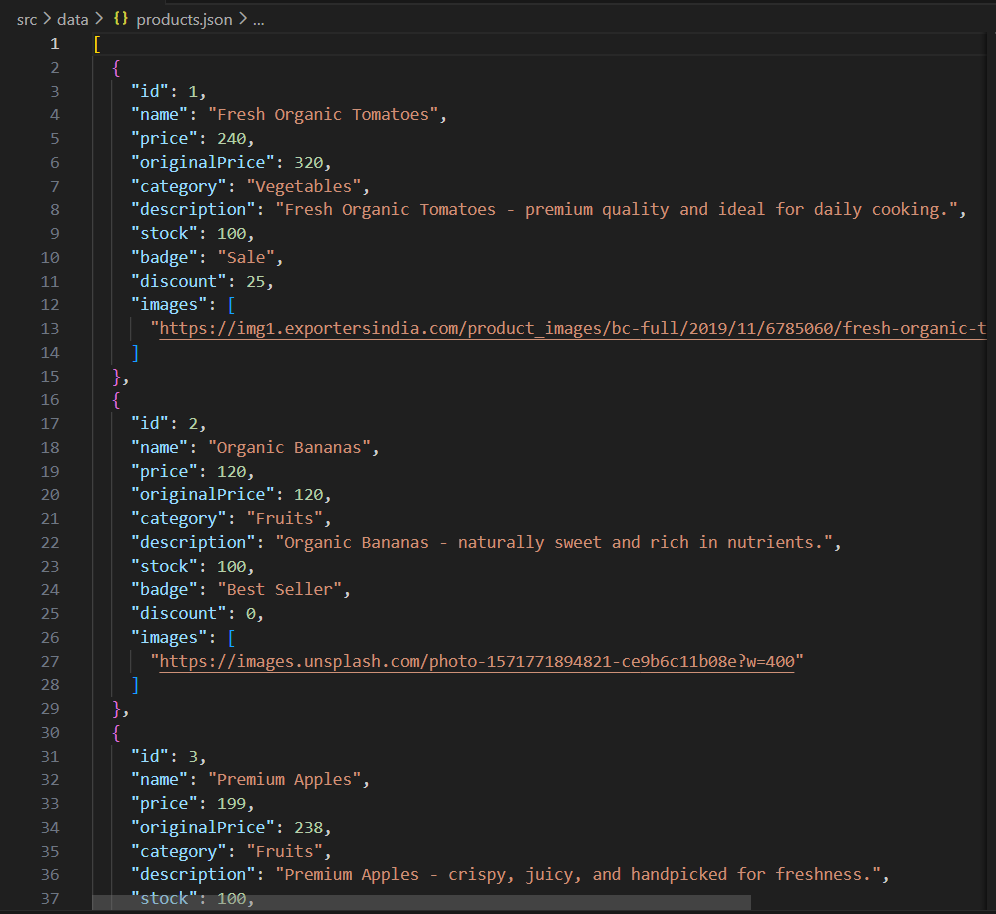 src > data > {} products.json > ...
1 [
2 {
3 "id": 1,
4 "name": "Fresh Organic Tomatoes",
5 "price": 240,
6 "originalPrice": 320,
7 "category": "Vegetables",
8 "description": "Fresh Organic Tomatoes - premium quality and ideal for daily cooking.",
9 "stock": 100,
10 "badge": "Sale",
11 "discount": 25,
12 "images": [
13 "https://img1.exportersindia.com/product_images/bc-full/2019/11/6785060/fresh-organic-t
14 ]
15 },
16 {
17 "id": 2,
18 "name": "Organic Bananas",
19 "price": 120,
20 "originalPrice": 120,
21 "category": "Fruits",
22 "description": "Organic Bananas - naturally sweet and rich in nutrients.",
23 "stock": 100,
24 "badge": "Best Seller",
25 "discount": 0,
26 "images": [
27 "https://images.unsplash.com/photo-1571771894821-ce9b6c11b08e?w=400"
28 ]
29 },
30 {
31 "id": 3,
32 "name": "Premium Apples",
33 "price": 199,
34 "originalPrice": 238,
35 "category": "Fruits",
36 "description": "Premium Apples - crispy, juicy, and handpicked for freshness.",
37 "stock": 100,